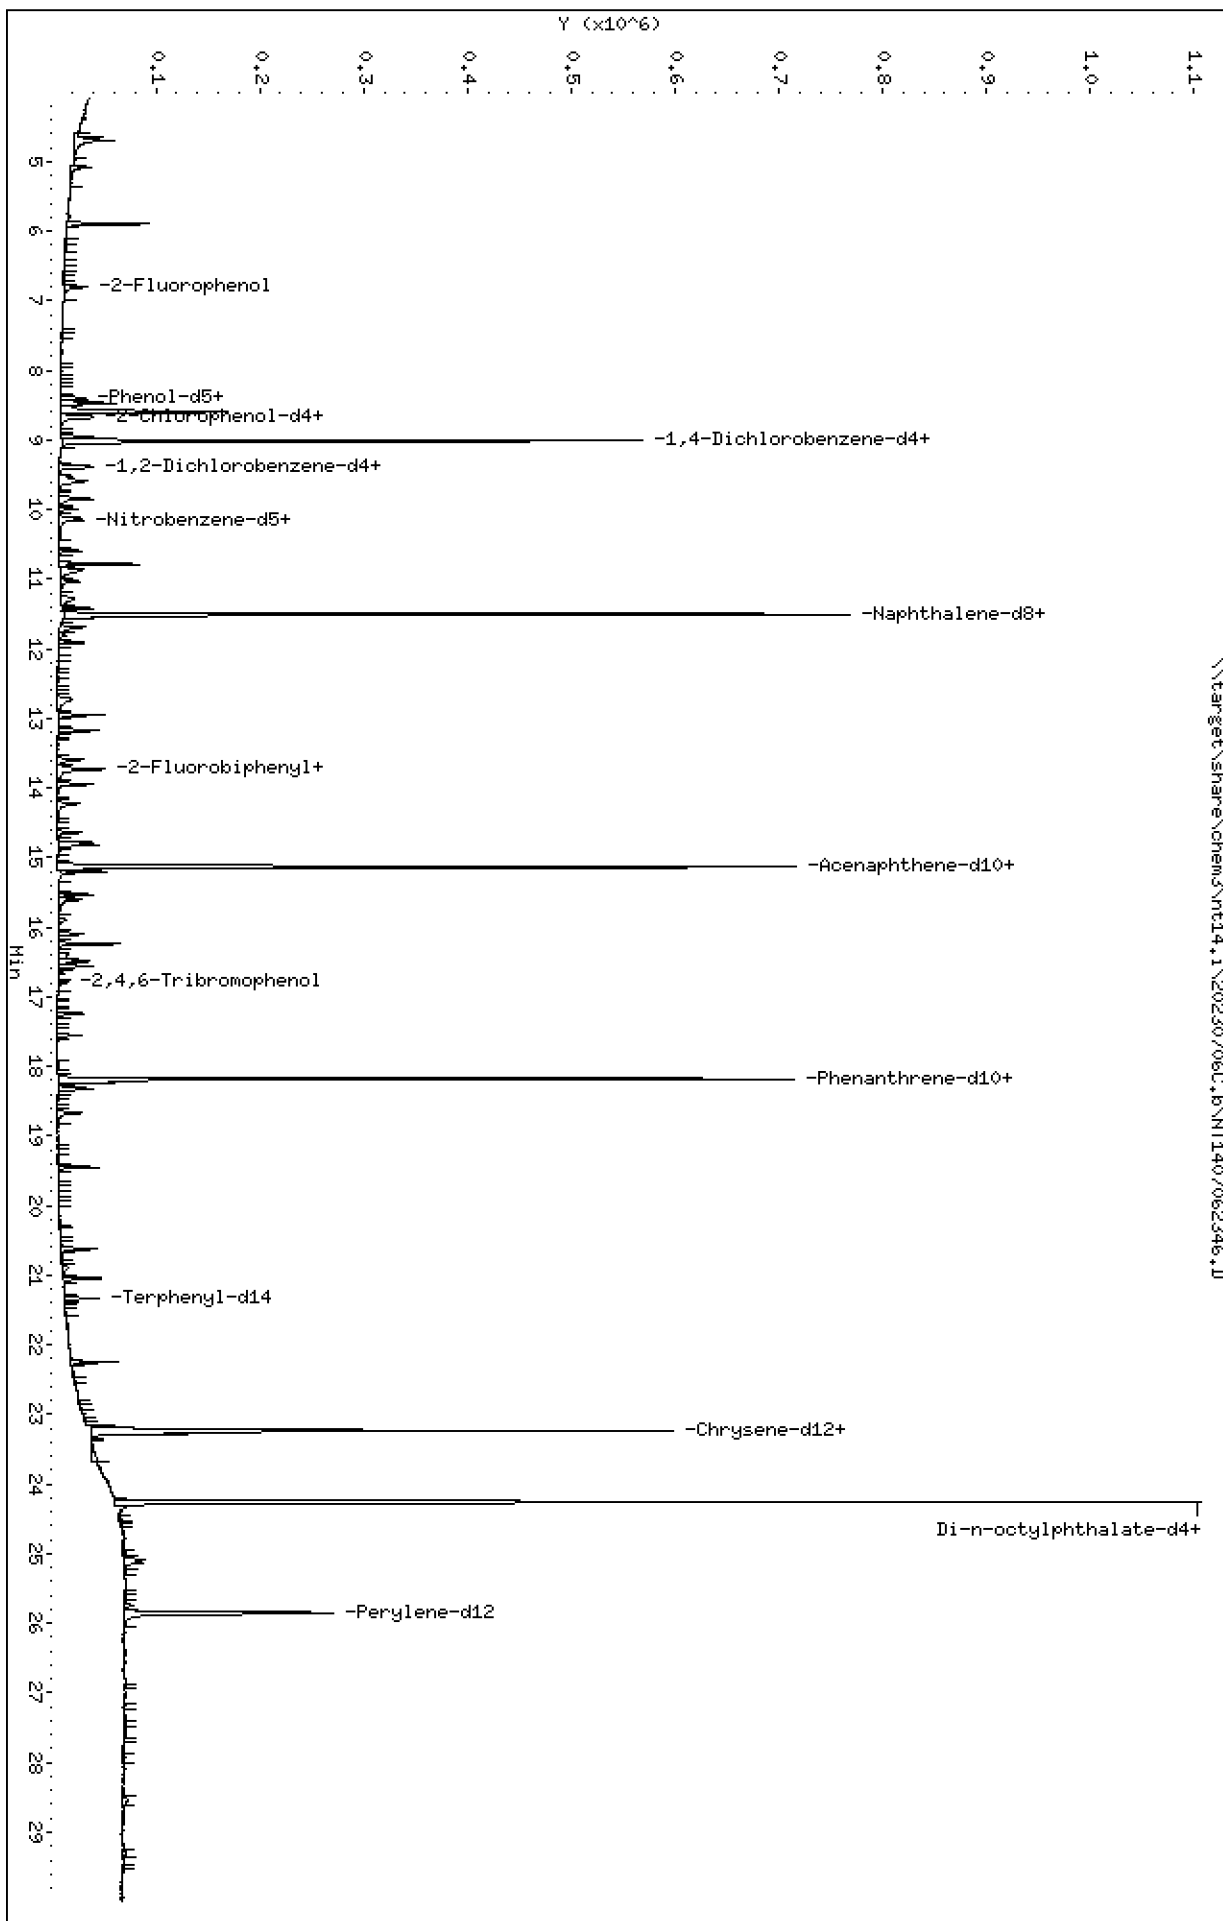 Y (x10^6)
0.1
0.2
0.3
0.4
0.5
0.6
0.7
0.8
0.9
1.0
1.1
5
6
7
8
9
10
11
12
13
14
15
16
17
18
19
20
21
22
23
24
25
26
27
28
29
Min
-2-Fluorophenol
-Phenol-d5+
-2-Chlorophenol-d4+
-1,4-Dichlorobenzene-d4+
-1,2-Dichlorobenzene-d4+
-Nitrobenzene-d5+
-Naphthalene-d8+
-2-Fluorobiphenyl+
-Acenaphthene-d10+
-2,4,6-Tribromophenol
-Phenanthrene-d10+
-Terphenyl-d14
-Chrysene-d12+
Di-n-octylphthalate-d4+
-Perylene-d12